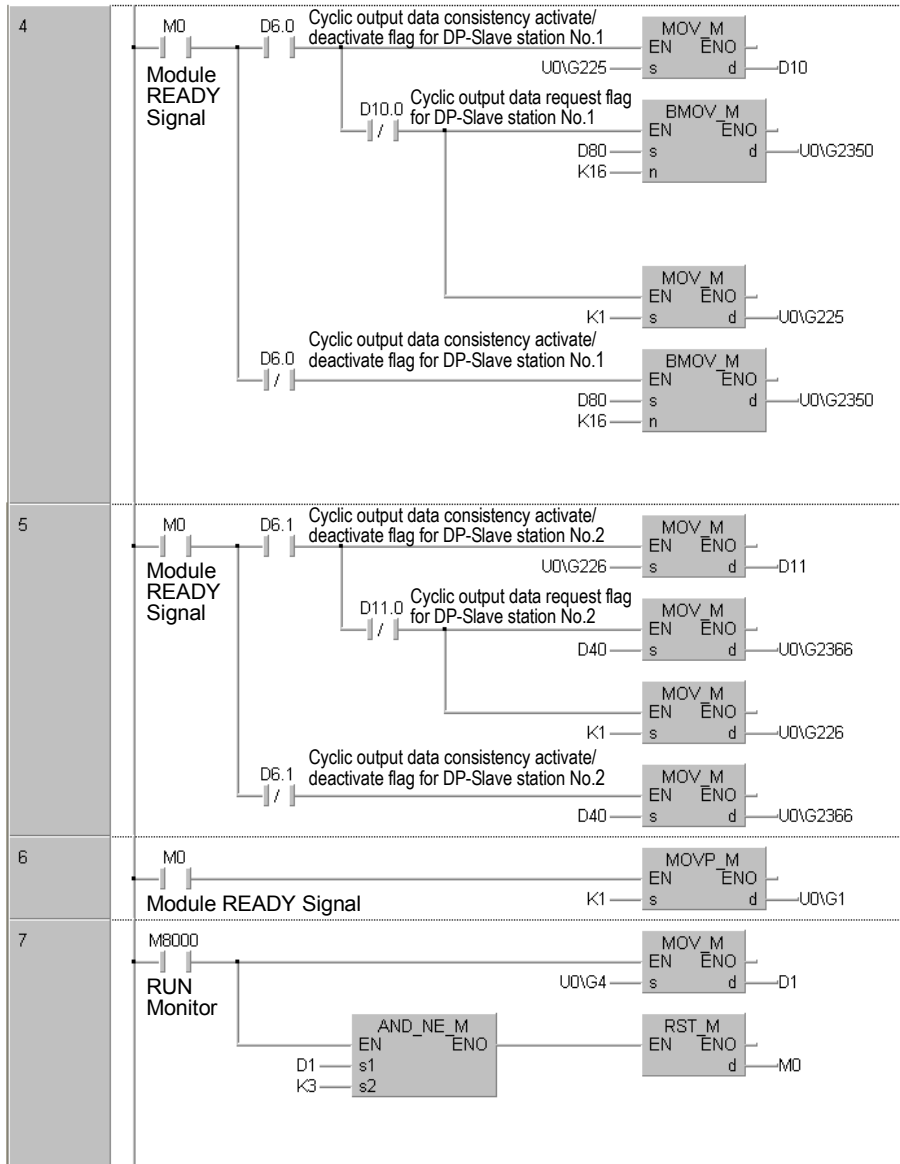 4
M0
D6.0
Cyclic output data consistency activate/
deactivate flag for DP-Slave station No.1
MOV_M
EN ENO
U0\G225
s d
D10
Module
READY
Signal
D10.0
Cyclic output data request flag
for DP-Slave station No.1
/
BMOV_M
EN ENO
D80
s d
U0\G2350
K16
n
MOV_M
EN ENO
K1
s d
U0\G225
Cyclic output data consistency activate/
D6.0
deactivate flag for DP-Slave station No.1
/
BMOV_M
EN ENO
D80
s d
U0\G2350
K16
n
5
M0
D6.1
Cyclic output data consistency activate/
deactivate flag for DP-Slave station No.2
MOV_M
EN ENO
U0\G226
s d
D11
Module
READY
Signal
D11.0
Cyclic output data request flag
for DP-Slave station No.2
/
MOV_M
EN ENO
D40
s d
U0\G2366
MOV_M
EN ENO
K1
s d
U0\G226
Cyclic output data consistency activate/
D6.1
deactivate flag for DP-Slave station No.2
/
MOV_M
EN ENO
D40
s d
U0\G2366
6
M0
MOVP_M
EN ENO
Module READY Signal
K1
s d
U0\G1
7
M8000
MOV_M
EN ENO
U0\G4
s d
D1
RUN
Monitor
AND_NE_M
EN ENO
D1
s1
K3
s2
RST_M
EN ENO
d
M0